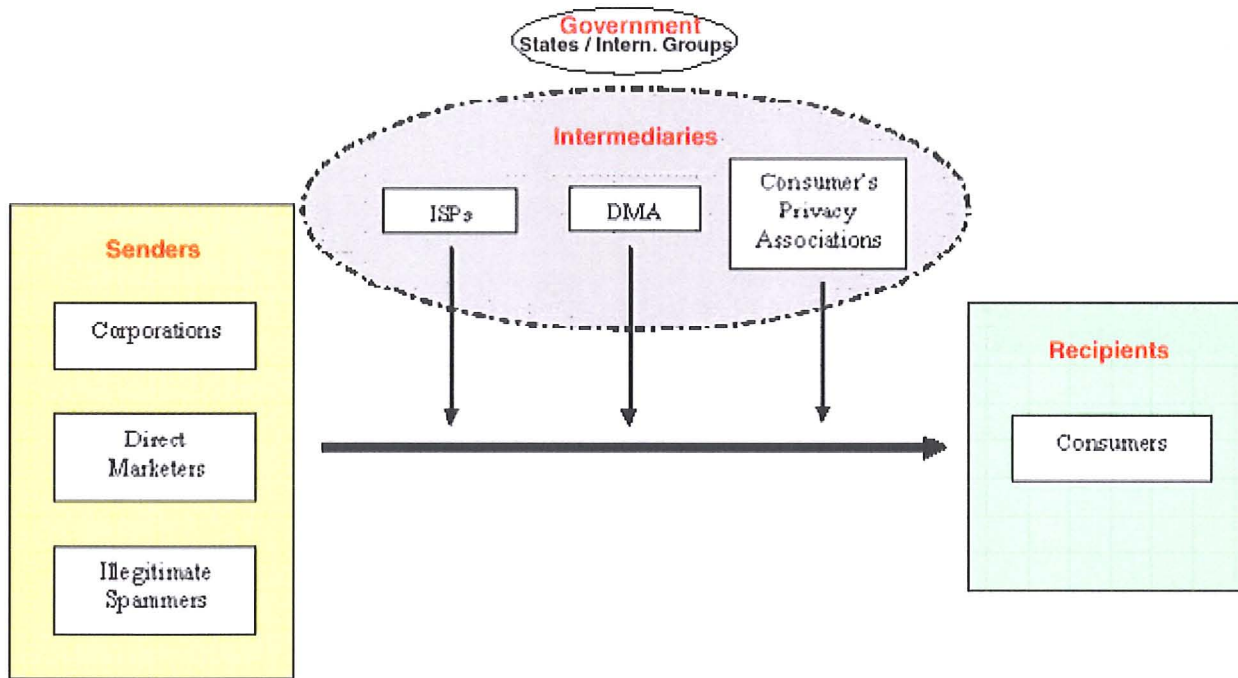 Government
States / Intern. Groups
Intermediaries
ISPs
DMA
Consumer's
Privacy
Associations
Senders
Corporations
Direct
Marketers
Illegitimate
Spammers
Recipients
Consumers